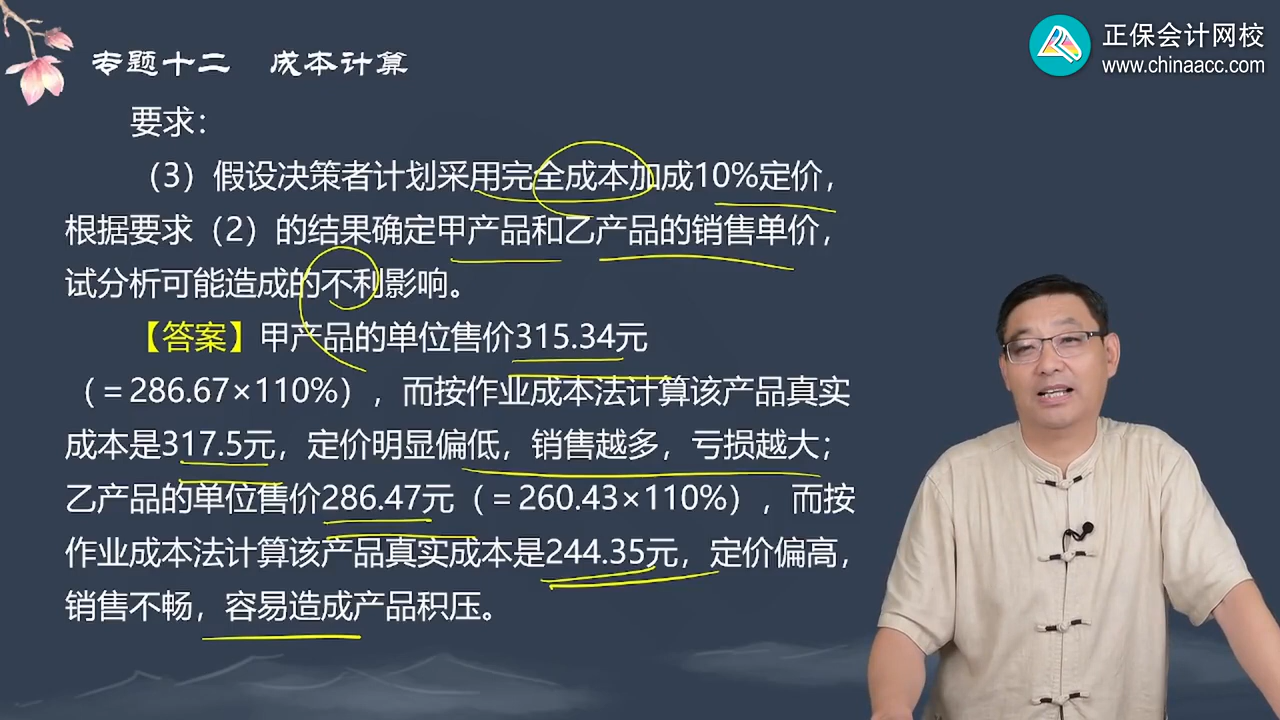 专题十二 成本计算
正保会计网校
www.chinaacc.com
要求：
（3）假设决策者计划采用完全成本加成10%定价，
根据要求（2）的结果确定甲产品和乙产品的销售单价，
试分析可能造成的不利影响。
【答案】甲产品的单位售价315.34元
（＝286.67×110%），而按作业成本法计算该产品真实
成本是317.5元，定价明显偏低，销售越多，亏损越大；
乙产品的单位售价286.47元（＝260.43×110%），而按
作业成本法计算该产品真实成本是244.35元，定价偏高，
销售不畅，容易造成产品积压。